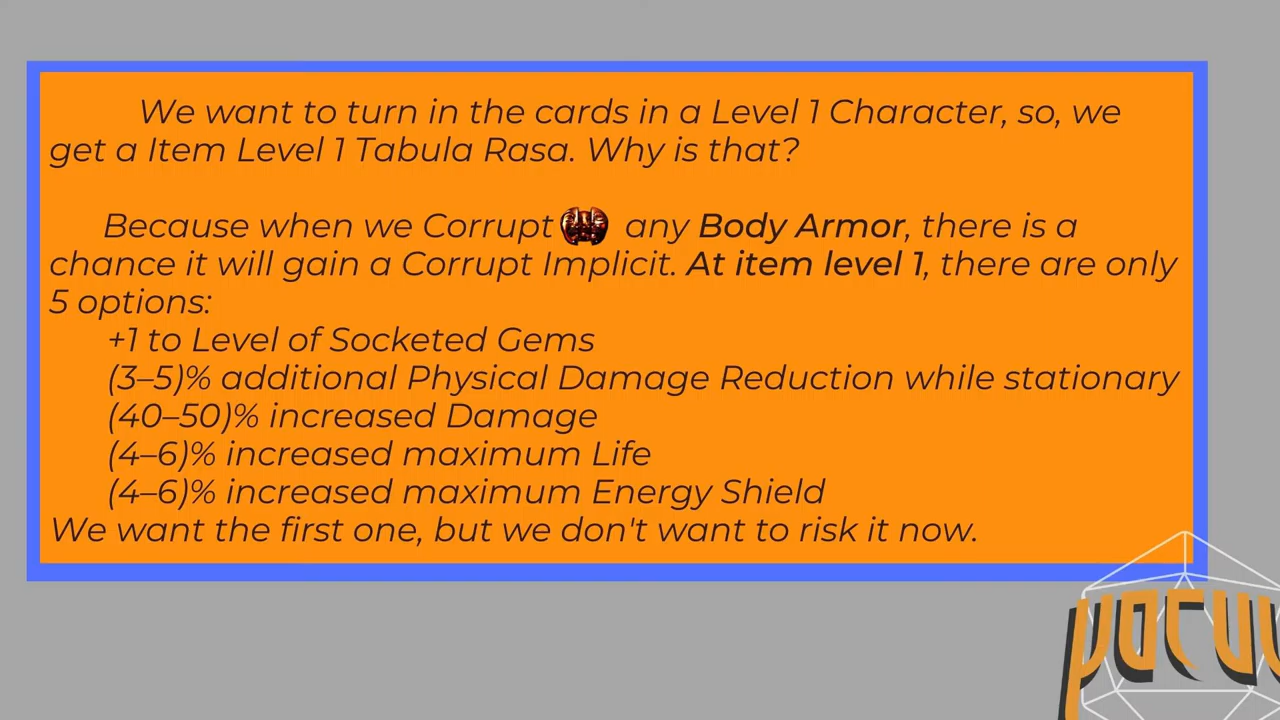 We want to turn in the cards in a Level 1 Character, so, we
get a Item Level 1 Tabula Rasa. Why is that?
Because when we Corrupt any Body Armor, there is a
chance it will gain a Corrupt Implicit. At item level 1, there are only
5 options:
+1 to Level of Socketed Gems
(3–5)% additional Physical Damage Reduction while stationary
(40–50)% increased Damage
(4–6)% increased maximum Life
(4–6)% increased maximum Energy Shield
We want the first one, but we don't want to risk it now.